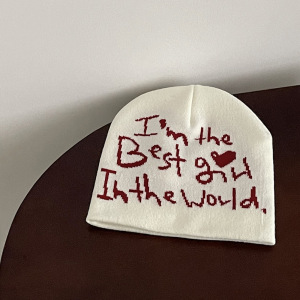 I'm the
Best girl
In the World.